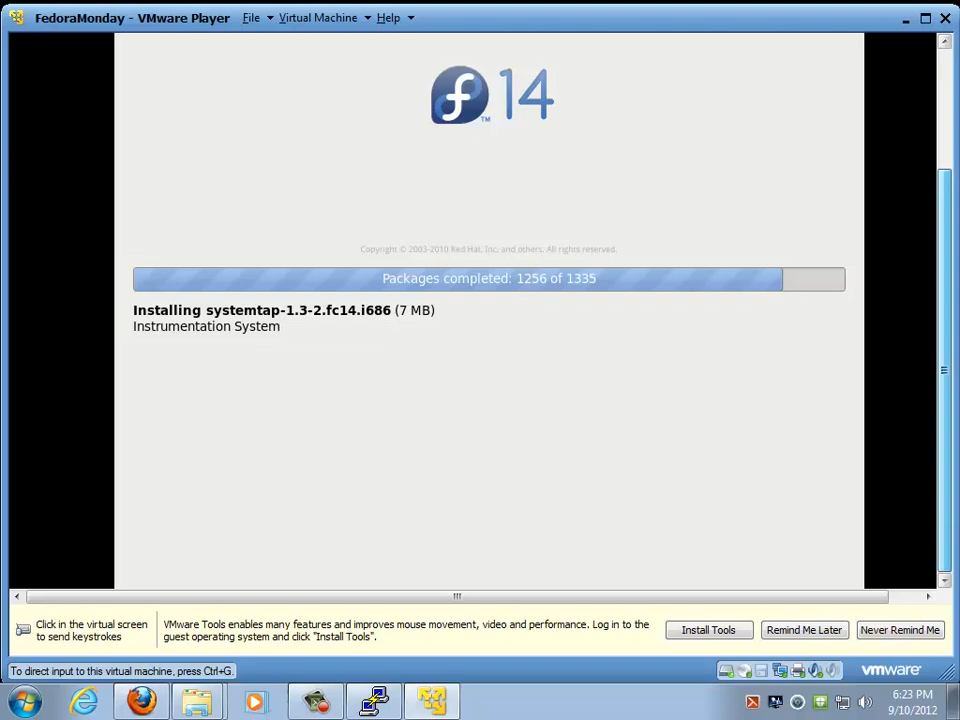 FedoraMonday - VMware Player File Virtual Machine Help
14
TM
Copyright © 2003-2010 Red Hat, Inc. and others. All rights reserved.
Packages completed: 1256 of 1335
Installing systemtap-1.3-2.fc14.i686 (7 MB)
Instrumentation System
Click in the virtual screen
to send keystrokes
VMware Tools enables many features and improves mouse movement, video and performance. Log in to the
guest operating system and click "Install Tools".
Install Tools
Remind Me Later
Never Remind Me
To direct input to this virtual machine, press Ctrl+G.
vmware
6:23 PM
9/10/2012